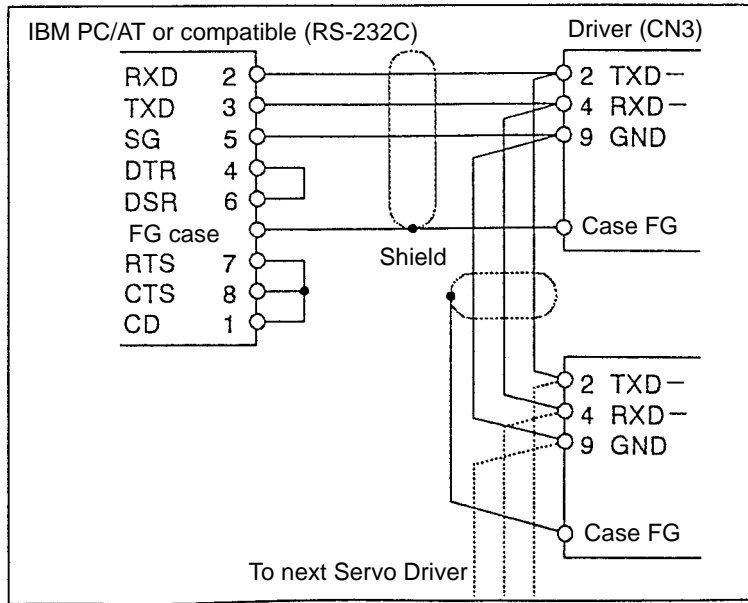 IBM PC/AT or compatible (RS-232C)
Driver (CN3)
RXD 2
TXD 3
SG 5
DTR 4
DSR 6
FG case
RTS 7
CTS 8
CD 1
Shield
2 TXD−
4 RXD−
9 GND
Case FG
2 TXD−
4 RXD−
9 GND
Case FG
To next Servo Driver